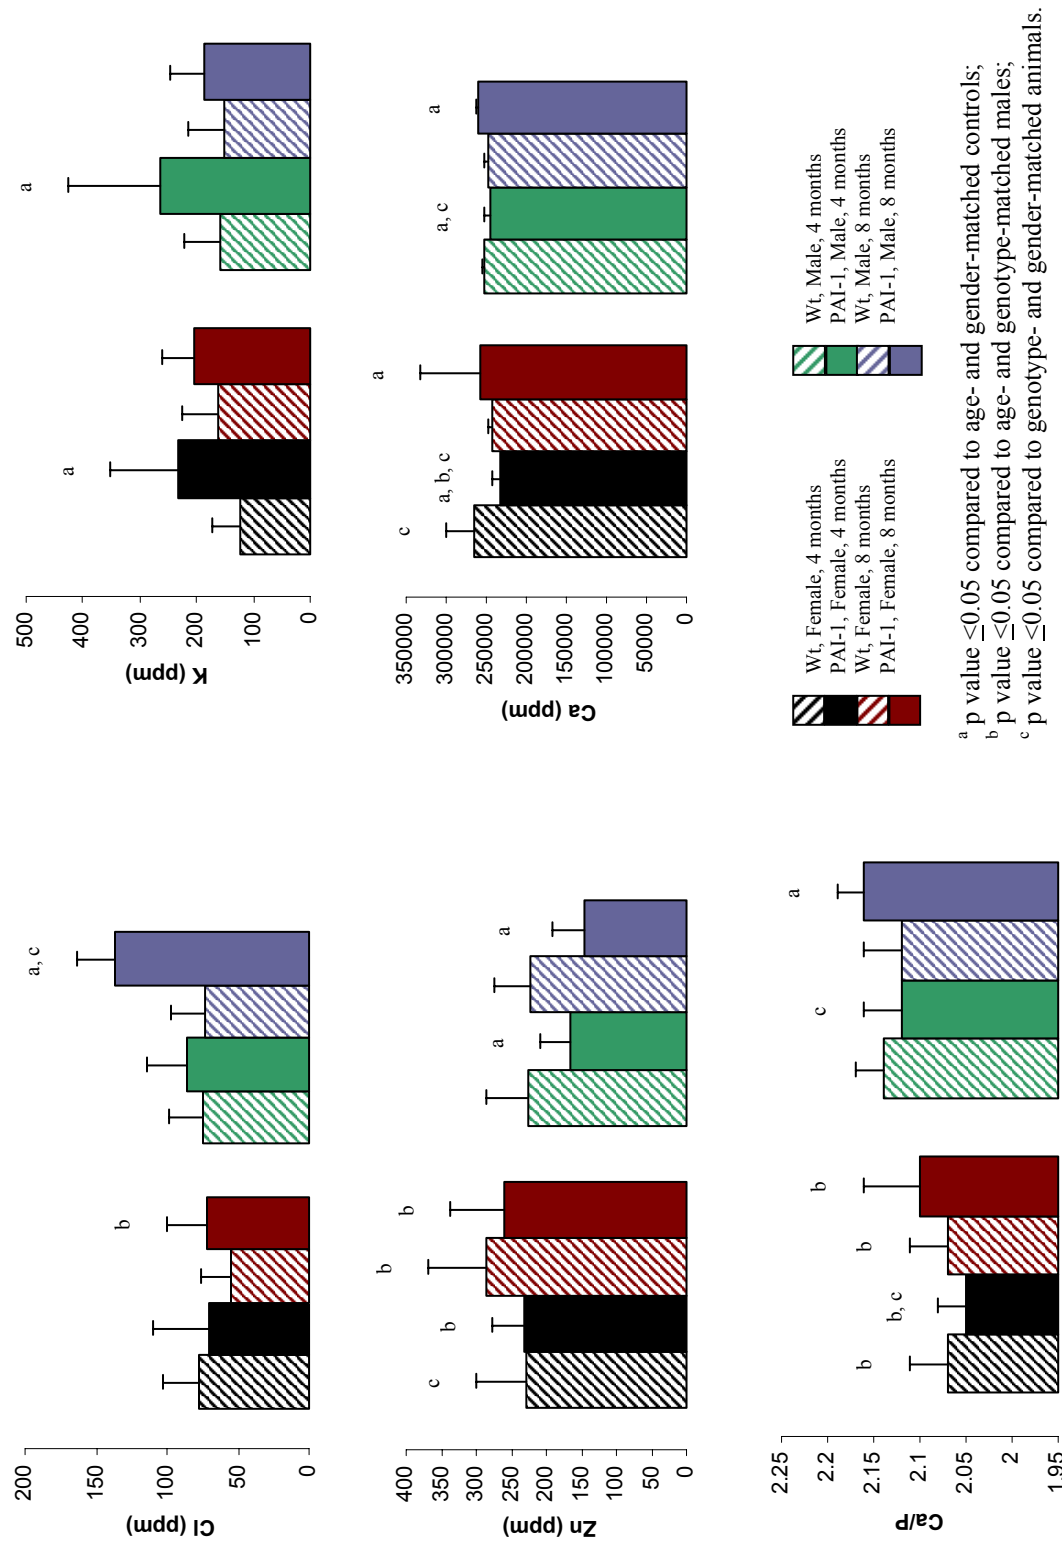 Cl (ppm)
200
150
100
50
0
b
a, c
K (ppm)
500
400
300
200
100
0
a
a
Zn (ppm)
400
350
300
250
200
150
100
50
0
c
b
b
b
a
a
Ca (ppm)
350000
300000
250000
200000
150000
100000
50000
0
c
a, b, c
a
a, c
a
Ca/P
2.25
2.2
2.15
2.1
2.05
2
1.95
b
b, c
b
b
c
a
Wt, Female, 4 months
PAI-1, Female, 4 months
Wt, Female, 8 months
PAI-1, Female, 8 months
Wt, Male, 4 months
PAI-1, Male, 4 months
Wt, Male, 8 months
PAI-1, Male, 8 months
a p value ≤0.05 compared to age- and gender-matched controls;
b p value ≤0.05 compared to age- and genotype-matched males;
c p value ≤0.05 compared to genotype- and gender-matched animals.